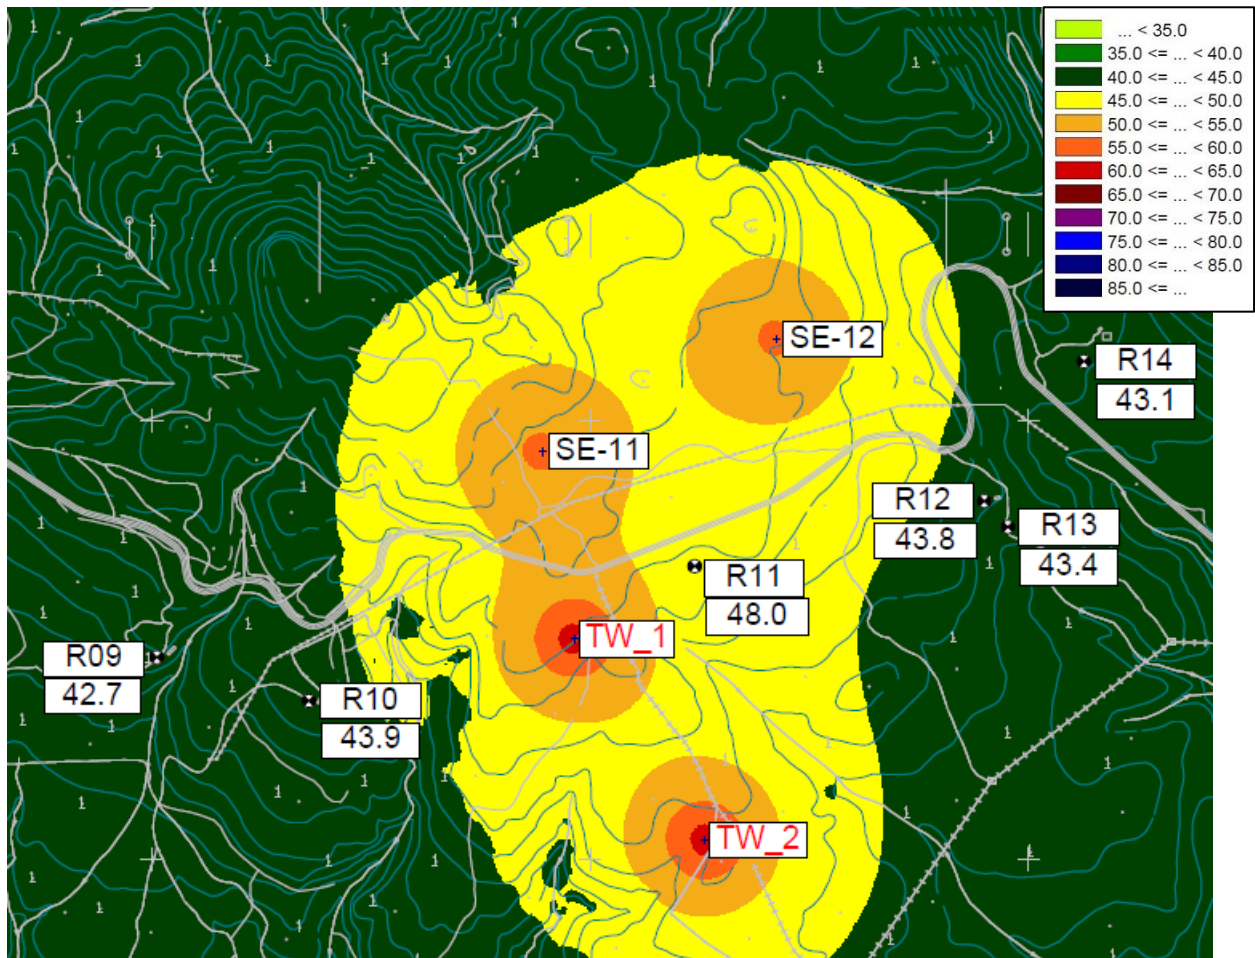 ... < 35.0
35.0 <= ... < 40.0
40.0 <= ... < 45.0
45.0 <= ... < 50.0
50.0 <= ... < 55.0
55.0 <= ... < 60.0
60.0 <= ... < 65.0
65.0 <= ... < 70.0
70.0 <= ... < 75.0
75.0 <= ... < 80.0
80.0 <= ... < 85.0
85.0 <= ...
SE-12
R14
43.1
SE-11
R12
43.8
R13
43.4
R11
48.0
TW_1
R09
42.7
R10
43.9
TW_2